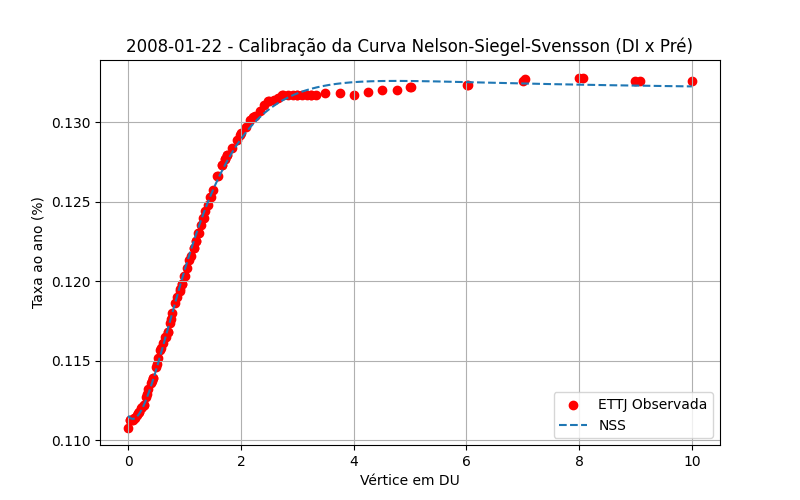 2008-01-22 - Calibração da Curva Nelson-Siegel-Svensson (DI x Pré)
Taxa ao ano (%)
0.130
0.125
0.120
0.115
0.110
ETTJ Observada
NSS
0 2 4 6 8 10
Vértice em DU